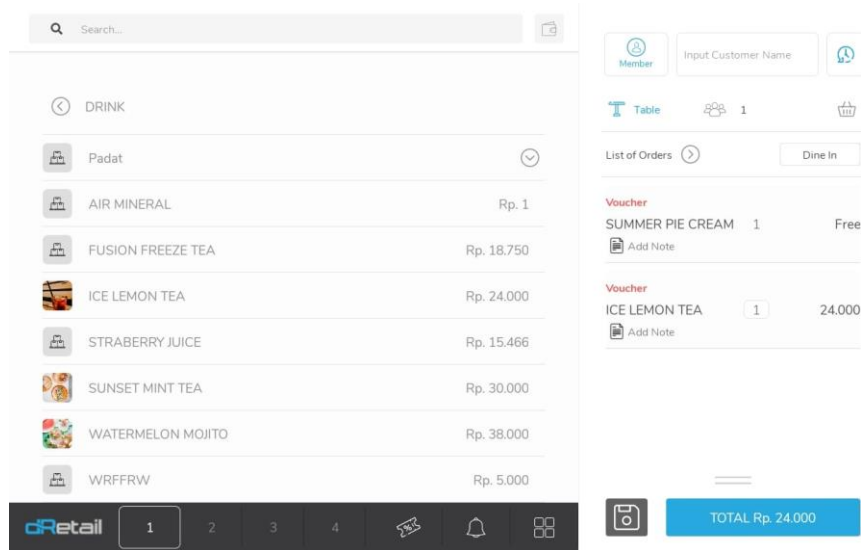 Search...
DRINK
Padat
AIR MINERAL Rp. 1
FUSION FREEZE TEA Rp. 18.750
ICE LEMON TEA Rp. 24.000
STRABERRY JUICE Rp. 15.466
SUNSET MINT TEA Rp. 30.000
WATERMELON MOJITO Rp. 38.000
WRFFRW Rp. 5.000
dRetail 1 2 3 4 %
Member Input Customer Name
Table 1
List of Orders Dine In
Voucher
SUMMER PIE CREAM 1 Free
Add Note
Voucher
ICE LEMON TEA 1 24.000
Add Note
TOTAL Rp. 24.000